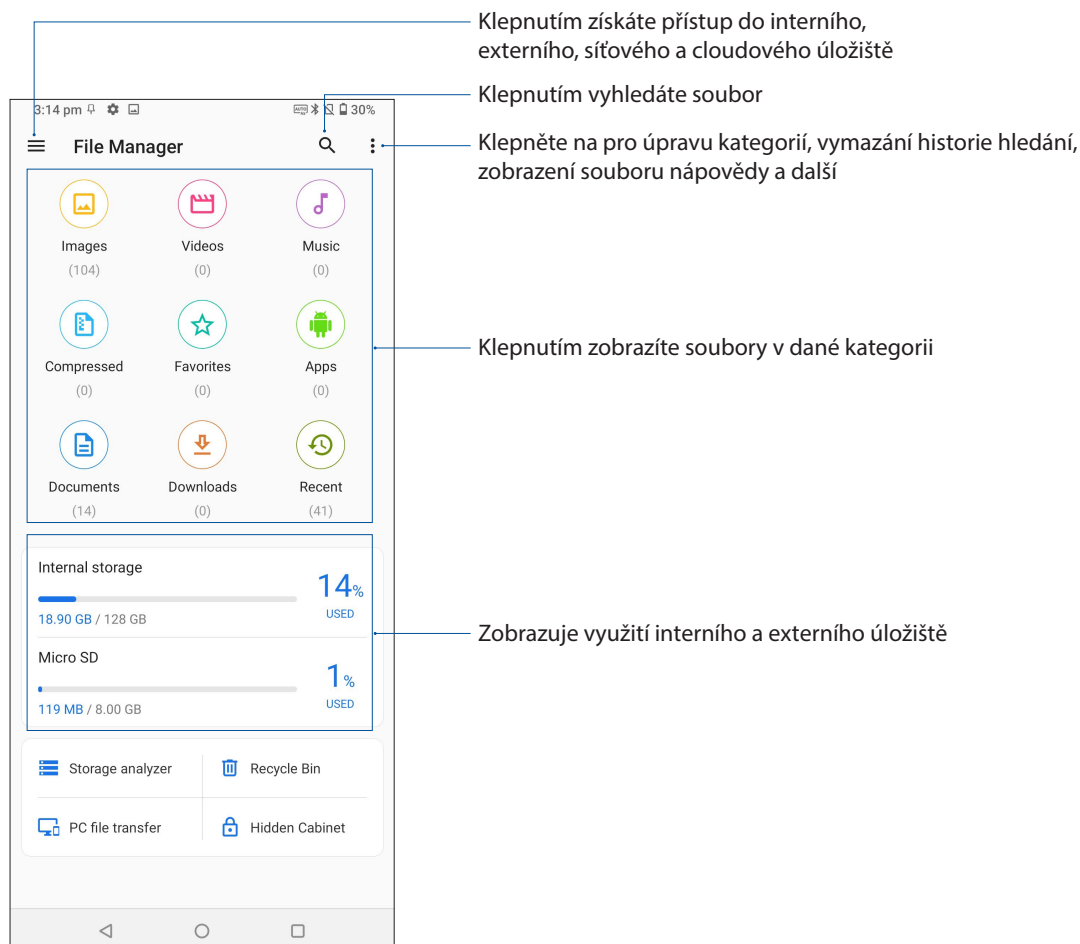 Klepnutím získáte přístup do interního,
externího, síťového a cloudového úložiště
Klepnutím vyhledáte soubor
3:14 pm 30%
File Manager
Klepněte na pro úpravu kategorií, vymazání historie hledání,
zobrazení souboru nápovědy a další
Images Videos Music
(104) (0) (0)
Klepnutím zobrazíte soubory v dané kategorii
Compressed Favorites Apps
(0) (0) (0)
Documents Downloads Recent
(14) (0) (41)
Internal storage
14%
USED
18.90 GB / 128 GB
Zobrazuje využití interního a externího úložiště
Micro SD
1%
USED
119 MB / 8.00 GB
Storage analyzer Recycle Bin
PC file transfer Hidden Cabinet